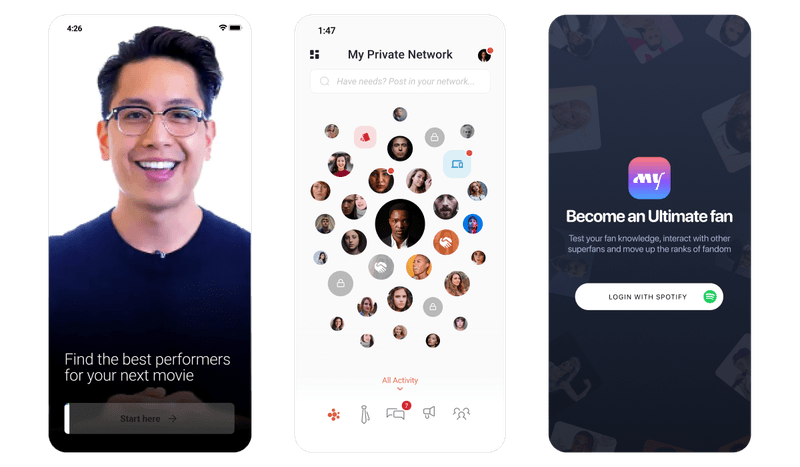 4:26
Find the best performers
for your next movie
Start here
1:47
My Private Network
Have needs? Post in your network...
All Activity
7
my
Become an Ultimate fan
Test your fan knowledge, interact with other
superfans and move up the ranks of fandom
LOGIN WITH SPOTIFY